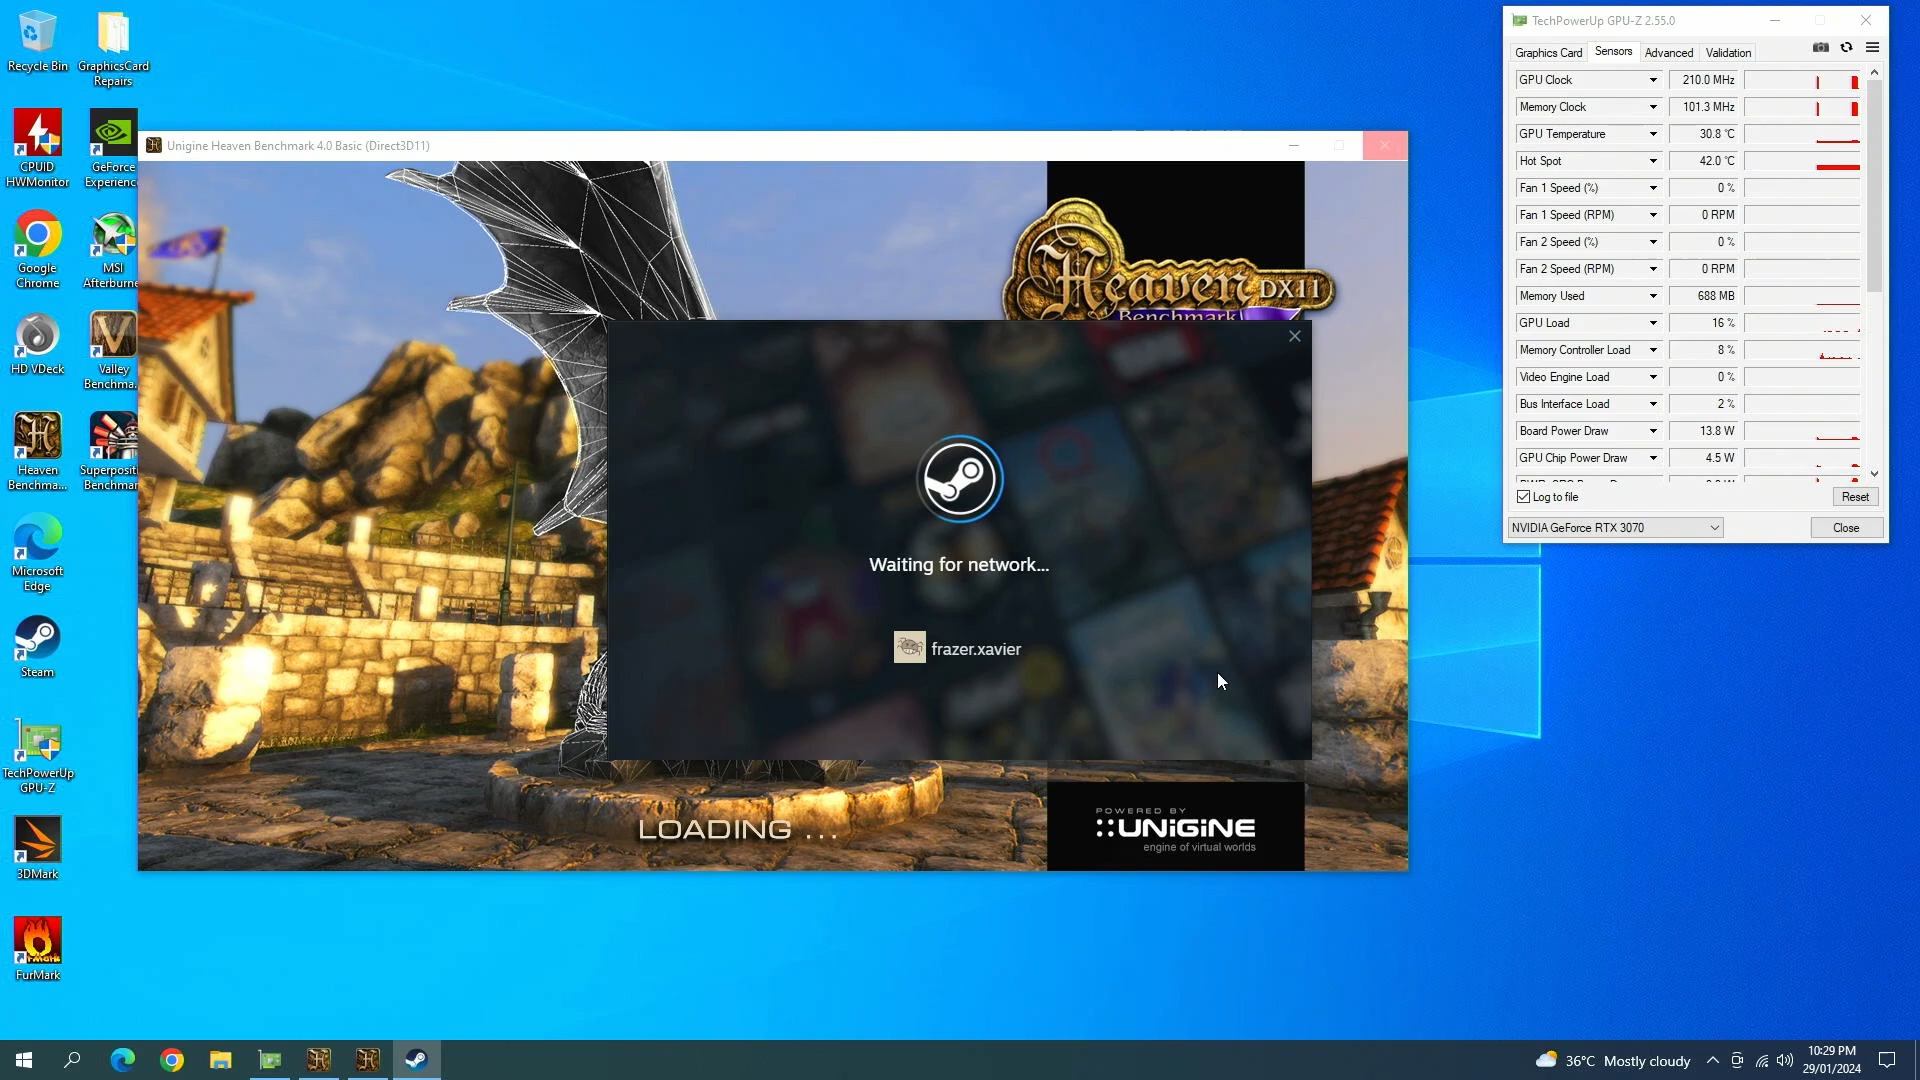 Recycle Bin
GraphicsCard
Repairs
CPUID
HWMonitor
GeForce
Experienc
Google
Chrome
MSI
Afterburne
HD VDeck
Valley
Benchma...
Heaven
Benchma...
Superpositi
Benchmar
Microsoft
Edge
Steam
TechPowerUp
GPU-Z
3DMark
FurMark
Unigine Heaven Benchmark 4.0 Basic (Direct3D11)
Heaven DX11
Benchmark
Waiting for network...
frazer.xavier
LOADING ...
POWERED BY
UNIGINE
engine of virtual worlds
TechPowerUp GPU-Z 2.55.0
Graphics Card Sensors Advanced Validation
GPU Clock 210.0 MHz
Memory Clock 101.3 MHz
GPU Temperature 30.8 °C
Hot Spot 42.0 °C
Fan 1 Speed (%) 0 %
Fan 1 Speed (RPM) 0 RPM
Fan 2 Speed (%) 0 %
Fan 2 Speed (RPM) 0 RPM
Memory Used 688 MB
GPU Load 16 %
Memory Controller Load 8 %
Video Engine Load 0 %
Bus Interface Load 2 %
Board Power Draw 13.8 W
GPU Chip Power Draw 4.5 W
Log to file Reset
NVIDIA GeForce RTX 3070 Close
36°C Mostly cloudy
10:29 PM
29/01/2024